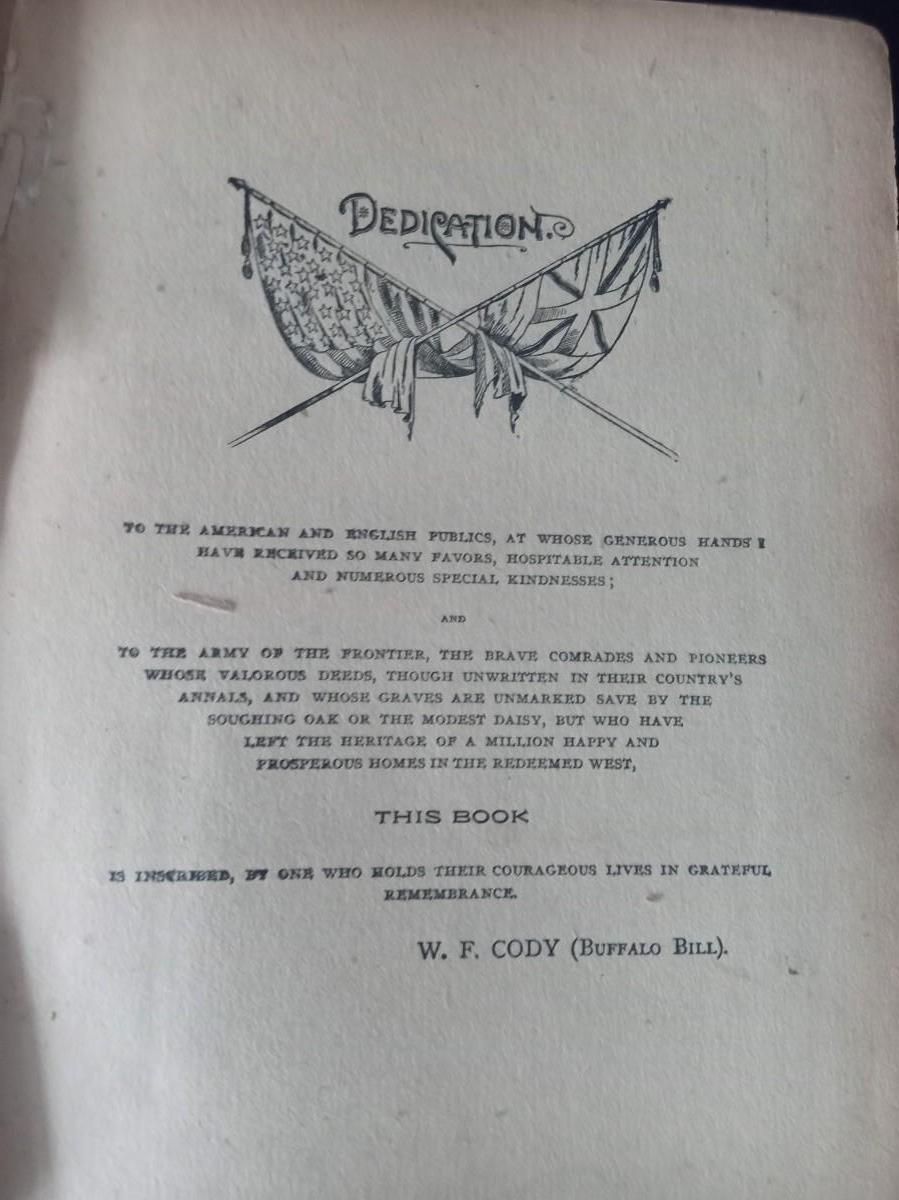 DEDICATION.
TO THE AMERICAN AND ENGLISH PUBLICS, AT WHOSE GENEROUS HANDS I
HAVE RECEIVED SO MANY FAVORS, HOSPITABLE ATTENTION
AND NUMEROUS SPECIAL KINDNESSES;
AND
TO THE ARMY OF THE FRONTIER, THE BRAVE COMRADES AND PIONEERS
WHOSE VALOROUS DEEDS, THOUGH UNWRITTEN IN THEIR COUNTRY'S
ANNALS, AND WHOSE GRAVES ARE UNMARKED SAVE BY THE
SOUGHING OAK OR THE MODEST DAISY, BUT WHO HAVE
LEFT THE HERITAGE OF A MILLION HAPPY AND
PROSPEROUS HOMES IN THE REDEEMED WEST,
THIS BOOK
IS INSCRIBED, BY ONE WHO HOLDS THEIR COURAGEOUS LIVES IN GRATEFUL
REMEMBRANCE.
W. F. CODY (BUFFALO BILL).